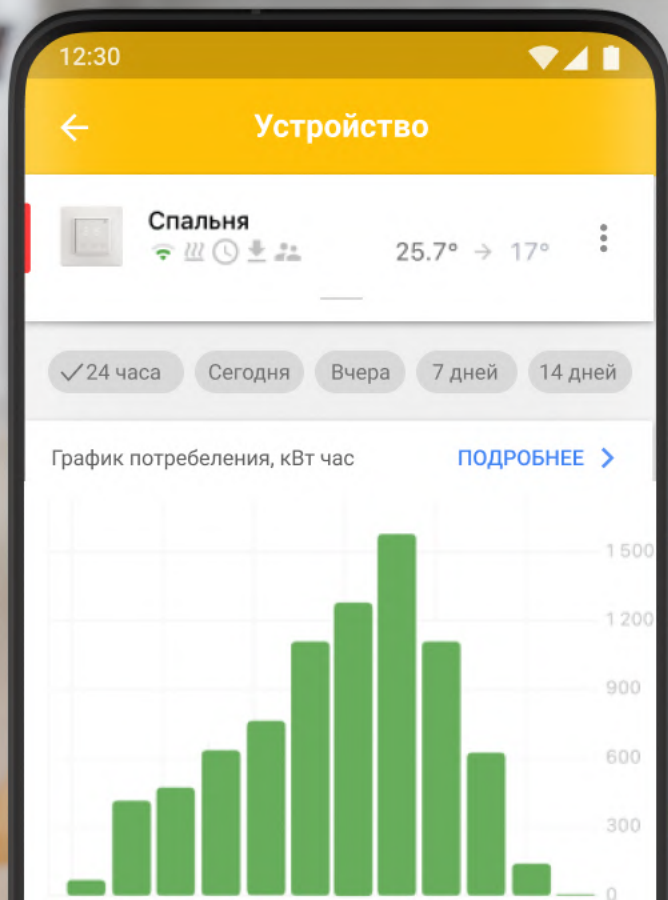 12:30
Устройство
Спальня
25.7° → 17°
24 часа Сегодня Вчера 7 дней 14 дней
График потребеления, кВт час ПОДРОБНЕЕ
1 500
1 200
900
600
300
0